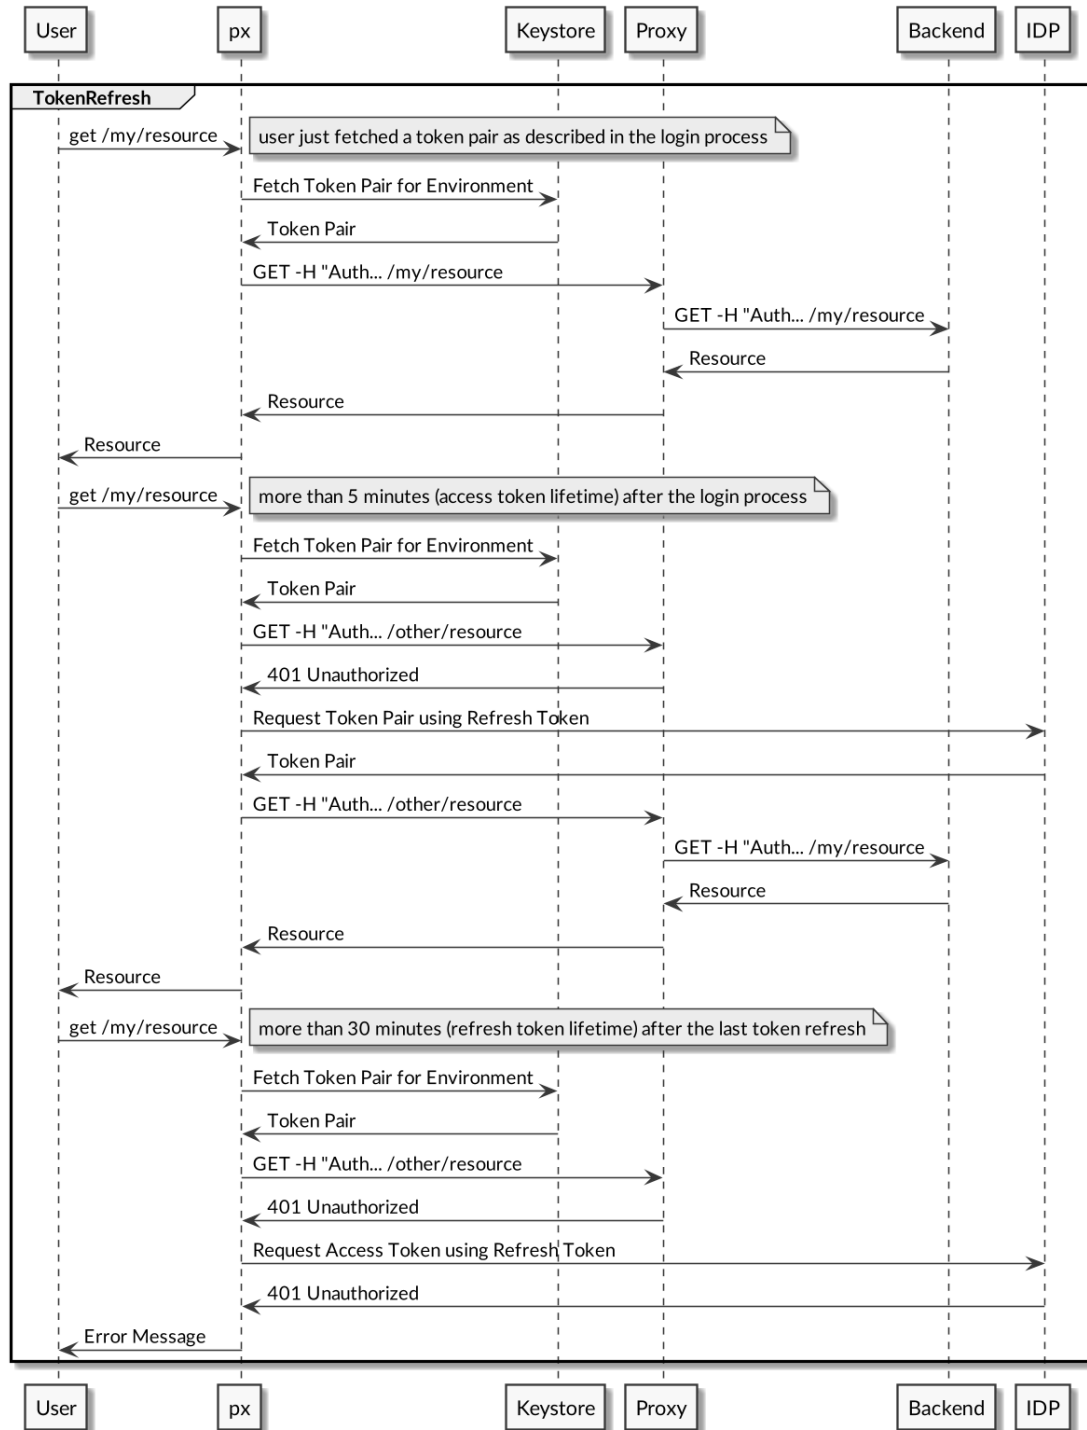 User px Keystore Proxy Backend IDP
TokenRefresh
get /my/resource
user just fetched a token pair as described in the login process
Fetch Token Pair for Environment
Token Pair
GET -H "Auth... /my/resource
GET -H "Auth... /my/resource
Resource
Resource
Resource
get /my/resource
more than 5 minutes (access token lifetime) after the login process
Fetch Token Pair for Environment
Token Pair
GET -H "Auth... /other/resource
401 Unauthorized
Request Token Pair using Refresh Token
Token Pair
GET -H "Auth... /other/resource
GET -H "Auth... /my/resource
Resource
Resource
Resource
get /my/resource
more than 30 minutes (refresh token lifetime) after the last token refresh
Fetch Token Pair for Environment
Token Pair
GET -H "Auth... /other/resource
401 Unauthorized
Request Access Token using Refresh Token
401 Unauthorized
Error Message
User px Keystore Proxy Backend IDP